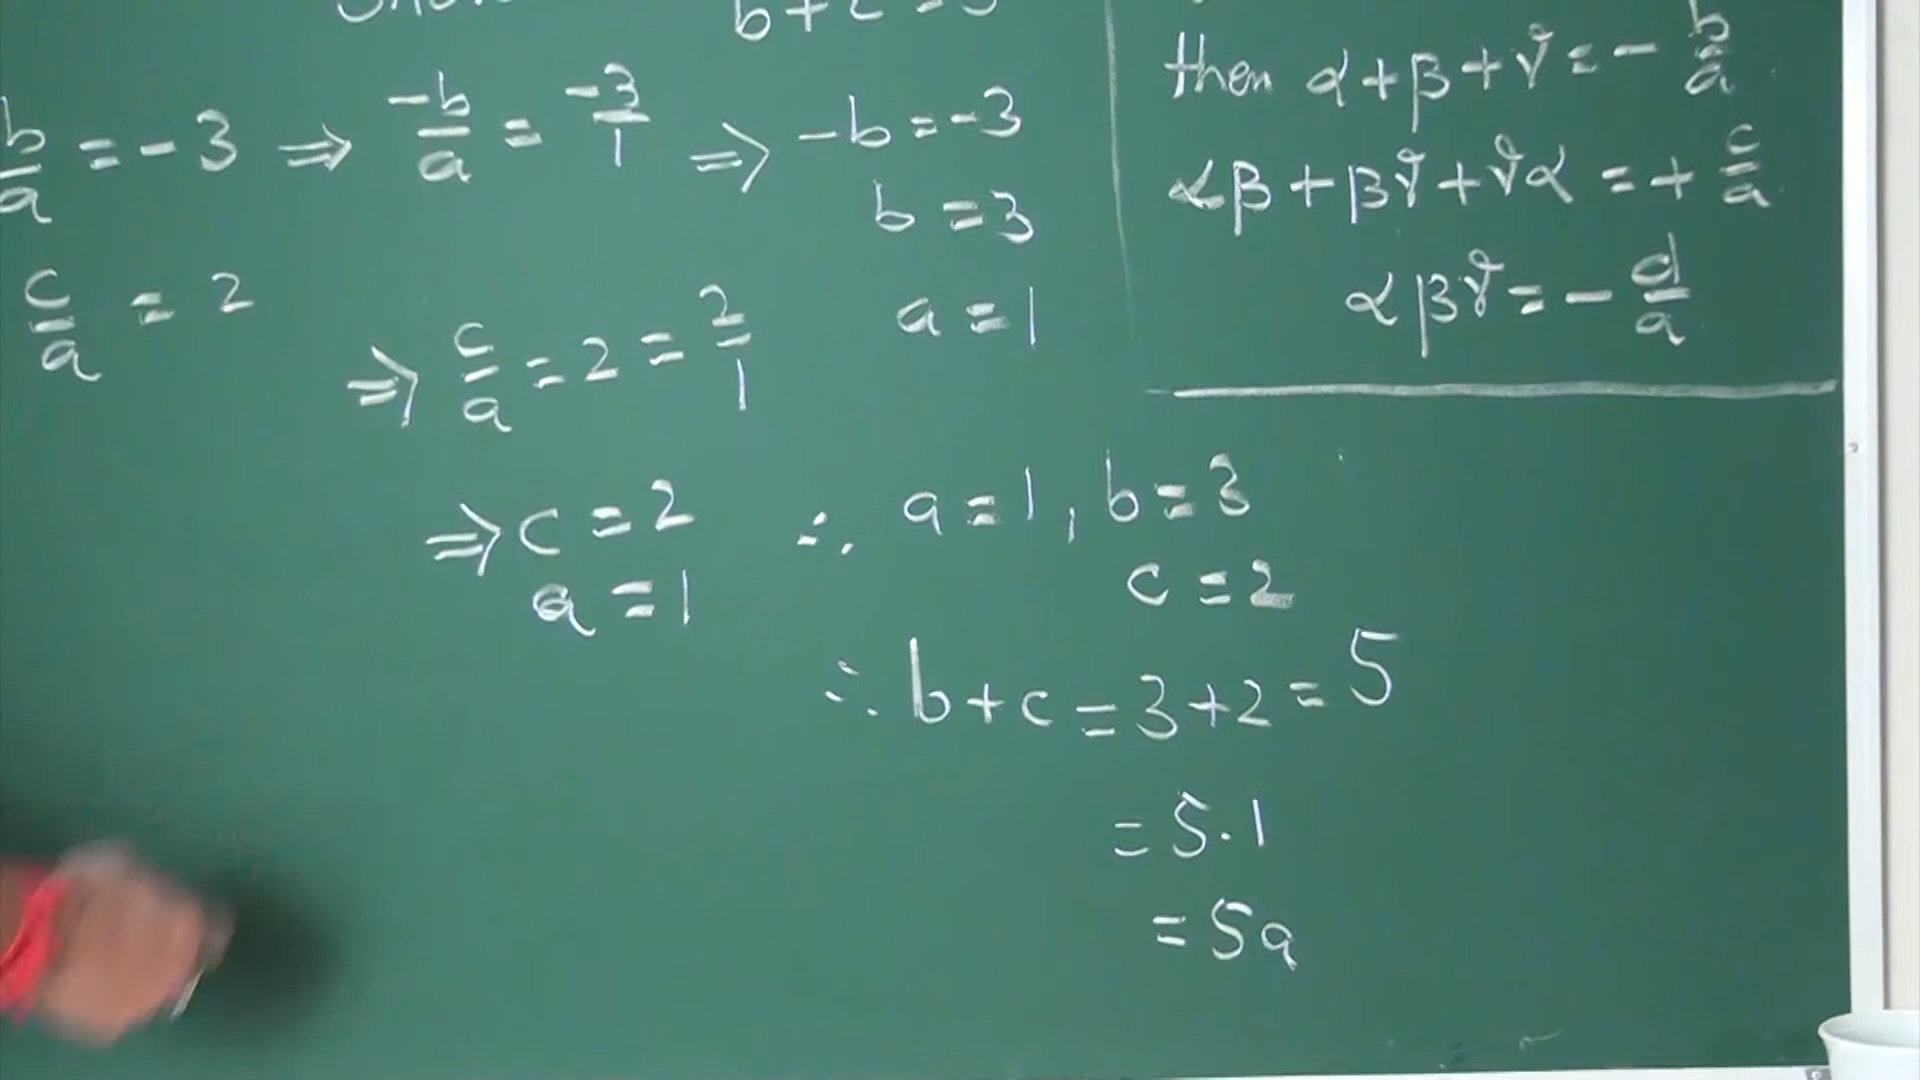 b+c=5
b/a = -3 ⇒ -b/a = -3/1 ⇒ -b = -3
b = 3
c/a = 2
a = 1
⇒ c/a = 2 = 2/1
⇒ c = 2
a = 1
then α+β+γ = - b/a
αβ+βγ+γα = + c/a
αβγ = - d/a
∴ a = 1, b = 3
c = 2
∴ b+c = 3+2 = 5
= 5.1
= 5a